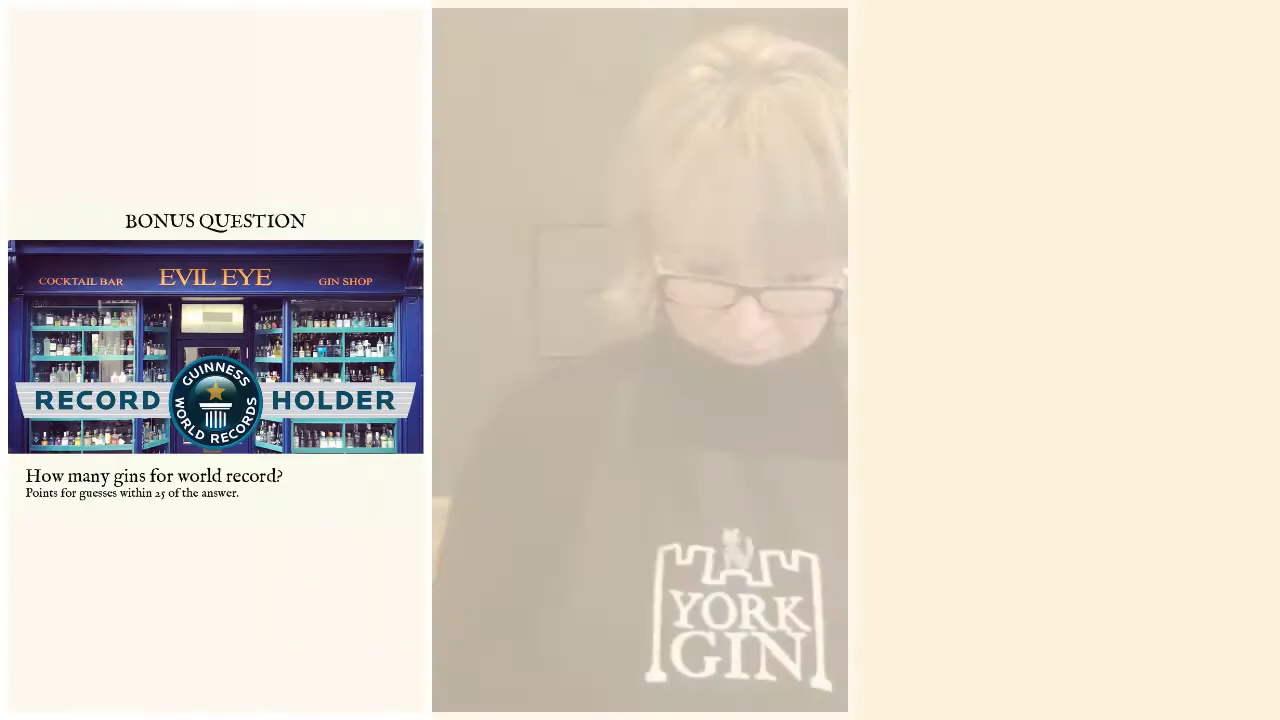 BONUS QUESTION
COCKTAIL BAR EVIL EYE GIN SHOP
RECORD HOLDER
GUINNESS WORLD RECORDS
How many gins for world record?
Points for guesses within 25 of the answer.
YORK
GIN